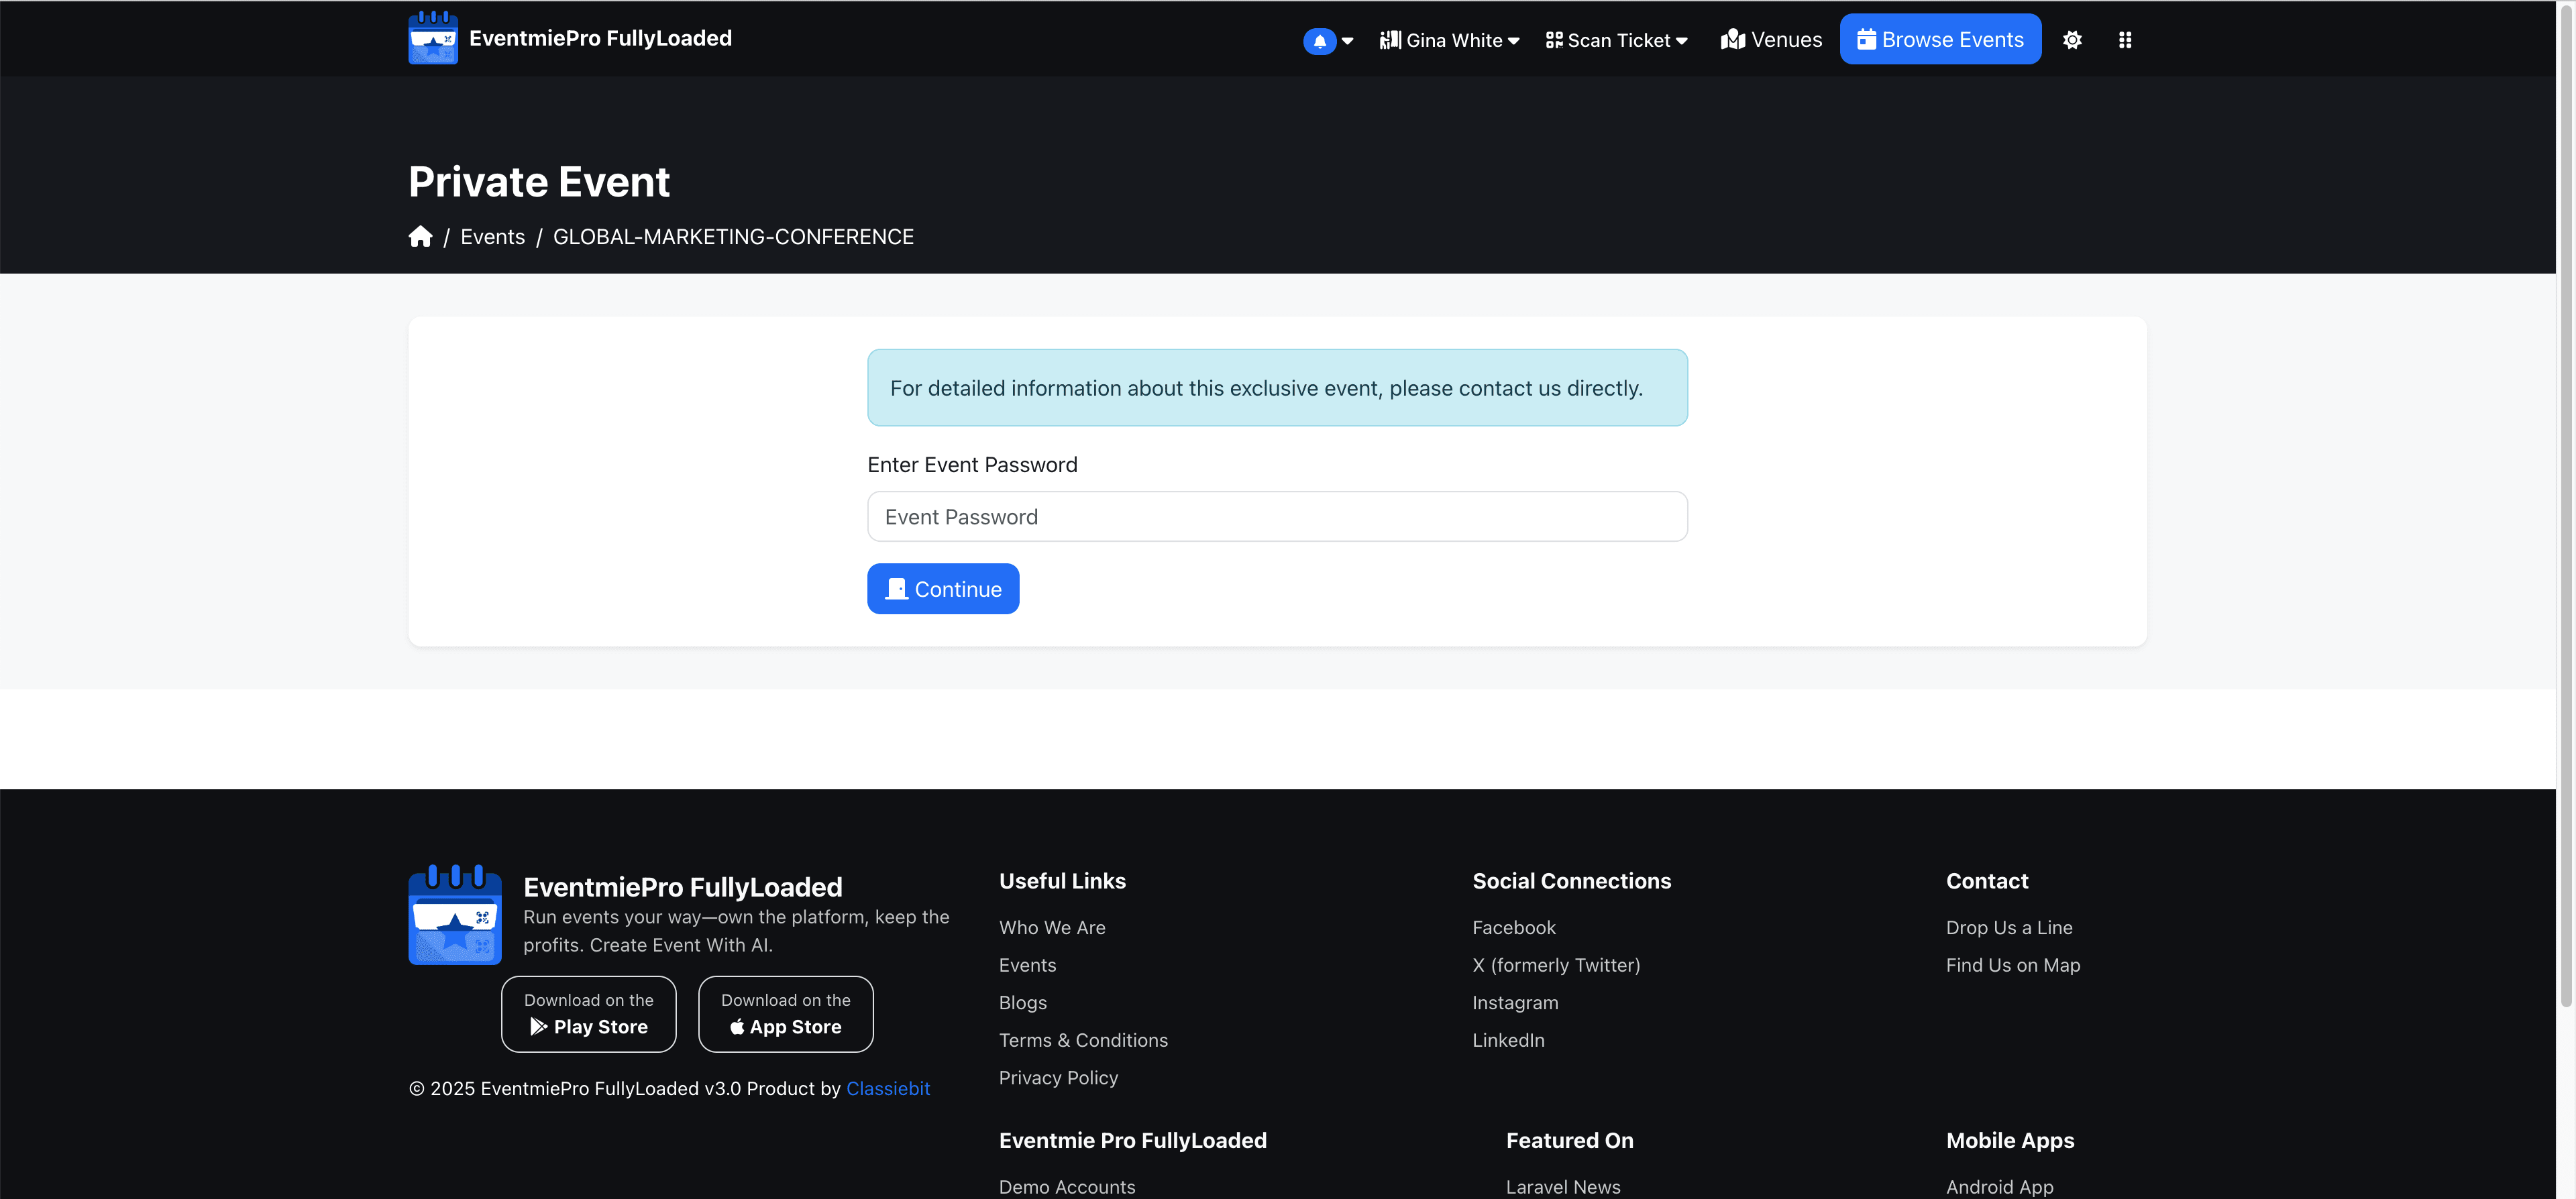 EventmiePro FullyLoaded
Gina White
Scan Ticket
Venues
Browse Events
Private Event
/ Events / GLOBAL-MARKETING-CONFERENCE
For detailed information about this exclusive event, please contact us directly.
Enter Event Password
Event Password
Continue
EventmiePro FullyLoaded
Run events your way—own the platform, keep the
profits. Create Event With AI.
Download on the
Play Store
Download on the
App Store
© 2025 EventmiePro FullyLoaded v3.0 Product by Classiebit
Useful Links
Who We Are
Events
Blogs
Terms & Conditions
Privacy Policy
Social Connections
Facebook
X (formerly Twitter)
Instagram
LinkedIn
Contact
Drop Us a Line
Find Us on Map
Eventmie Pro FullyLoaded
Demo Accounts
Featured On
Laravel News
Mobile Apps
Android App